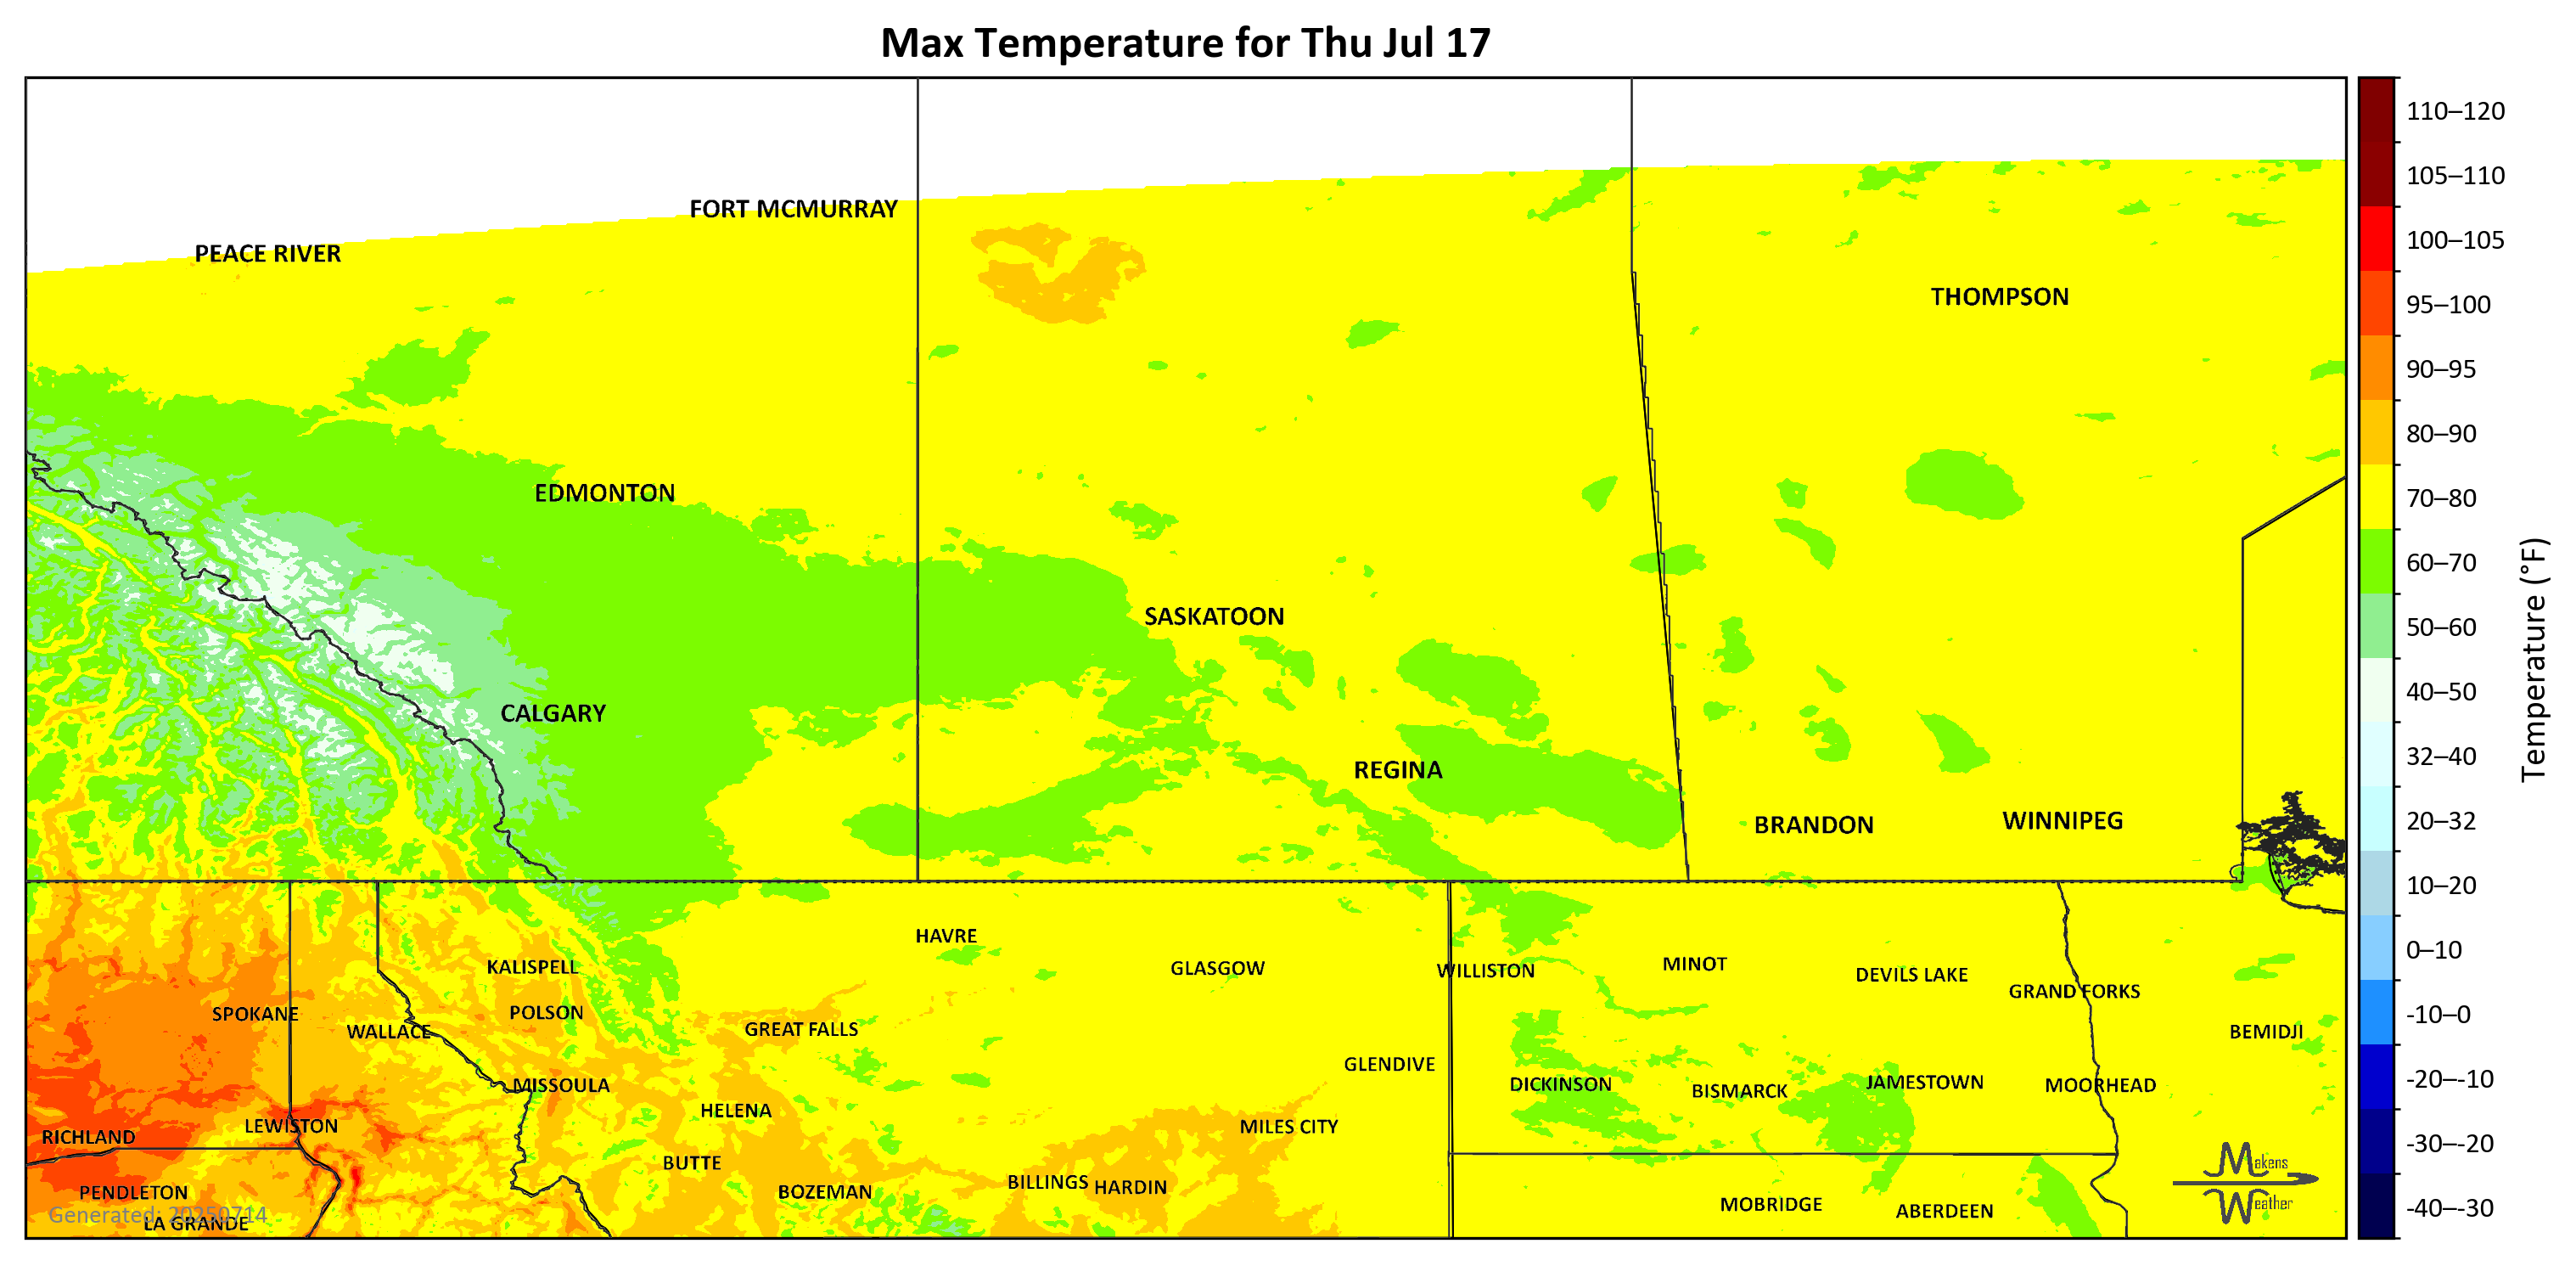 Max Temperature for Thu Jul 17
FORT MCMURRAY
PEACE RIVER
THOMPSON
EDMONTON
SASKATOON
CALGARY
REGINA
BRANDON
WINNIPEG
HAVRE
KALISPELL
GLASGOW
WILLISTON
MINOT
DEVILS LAKE
GRAND FORKS
SPOKANE
POLSON
WALLACE
GREAT FALLS
BEMIDJI
GLENDIVE
MISSOULA
DICKINSON
BISMARCK
JAMESTOWN
MOORHEAD
HELENA
LEWISTON
MILES CITY
RICHLAND
BUTTE
PENDLETON
BOZEMAN
BILLINGS
HARDIN
MOBRIDGE
ABERDEEN
Generated: 20250714
LA GRANDE
Makens
Weather
110–120
105–110
100–105
95–100
90–95
80–90
70–80
60–70
50–60
40–50
32–40
20–32
10–20
0–10
-10–0
-20–-10
-30–-20
-40–-30
Temperature (°F)